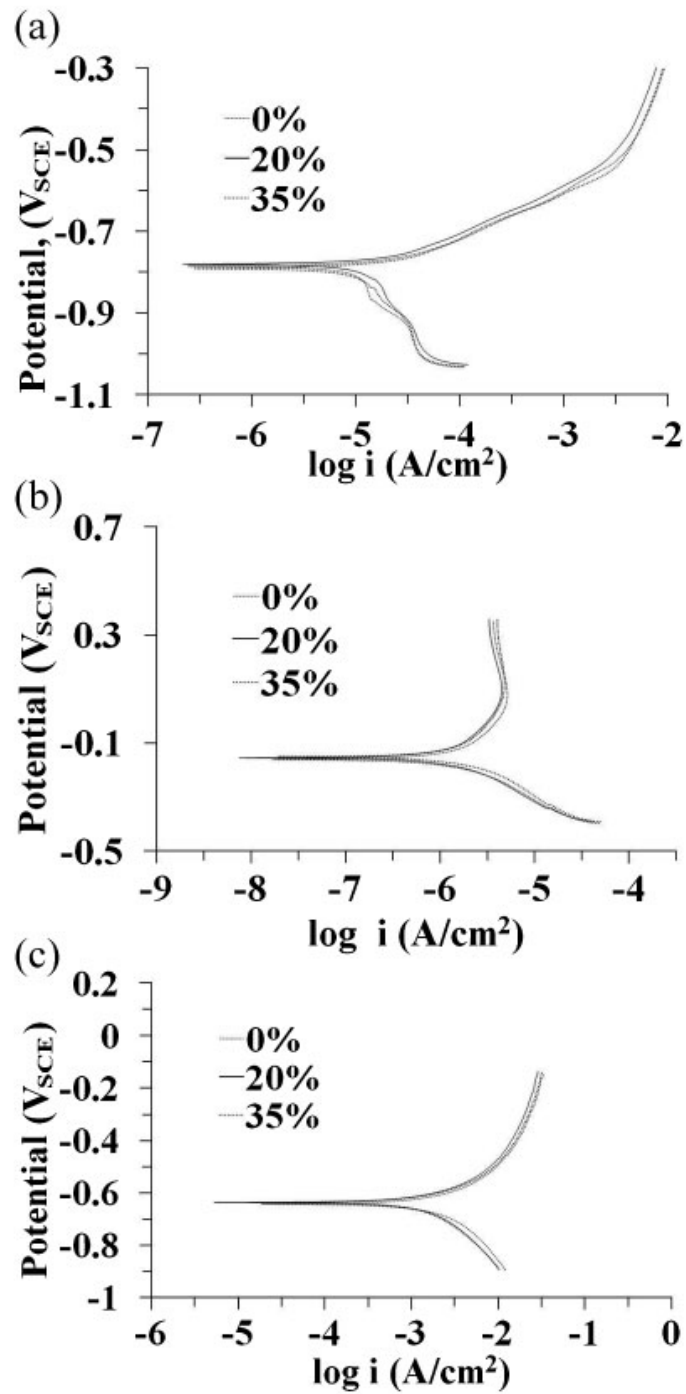 (a)
-0.3
-0.5
-0.7
-0.9
-1.1
Potential, (VSCE)
0%
20%
35%
-7 -6 -5 -4 -3 -2
log i (A/cm²)
(b)
0.7
0.3
-0.1
-0.5
Potential (VSCE)
0%
20%
35%
-9 -8 -7 -6 -5 -4
log i (A/cm²)
(c)
0.2
0
-0.2
-0.4
-0.6
-0.8
-1
Potential (VSCE)
0%
20%
35%
-6 -5 -4 -3 -2 -1 0
log i (A/cm²)